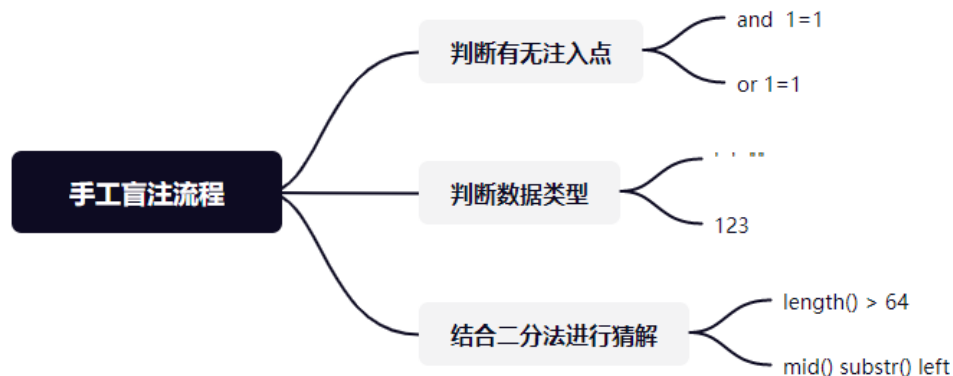 手工盲注流程
判断有无注入点
and 1=1
or 1=1
判断数据类型
' ' ""
123
结合二分法进行猜解
length() > 64
mid() substr() left